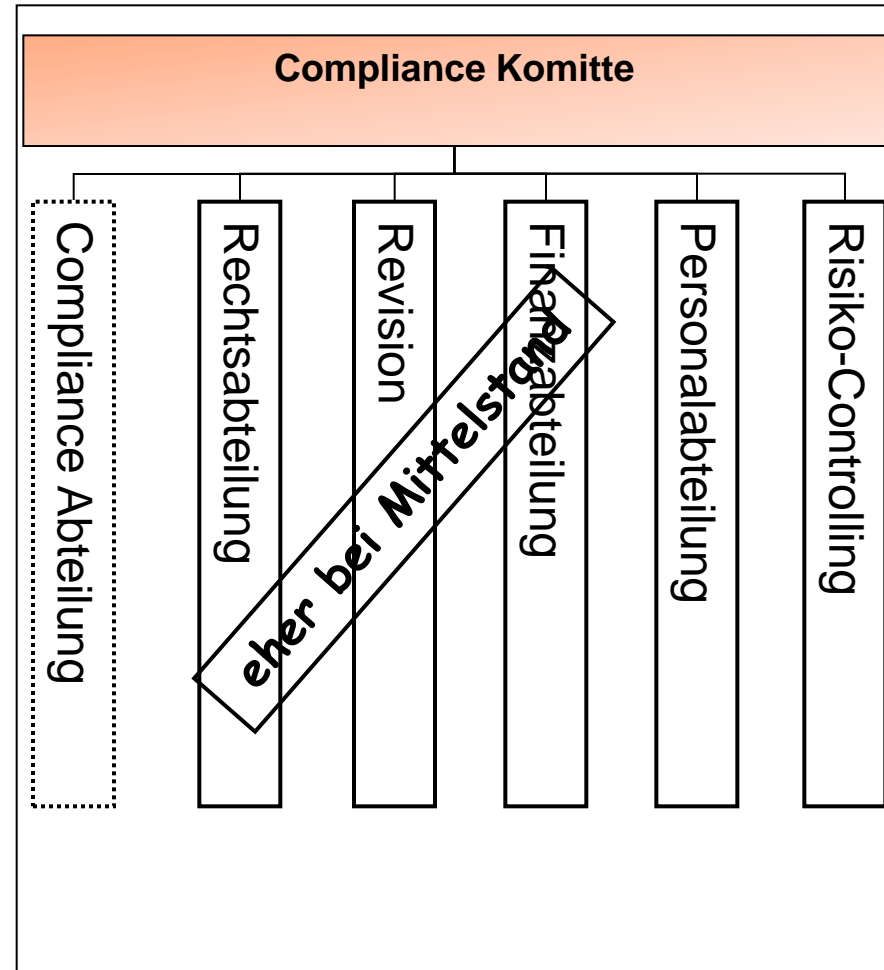 Compliance Komitte
Compliance Abteilung
Rechtsabteilung
Revision
Finanzabteilung
Personalabteilung
Risiko-Controlling
eher bei Mittelstand